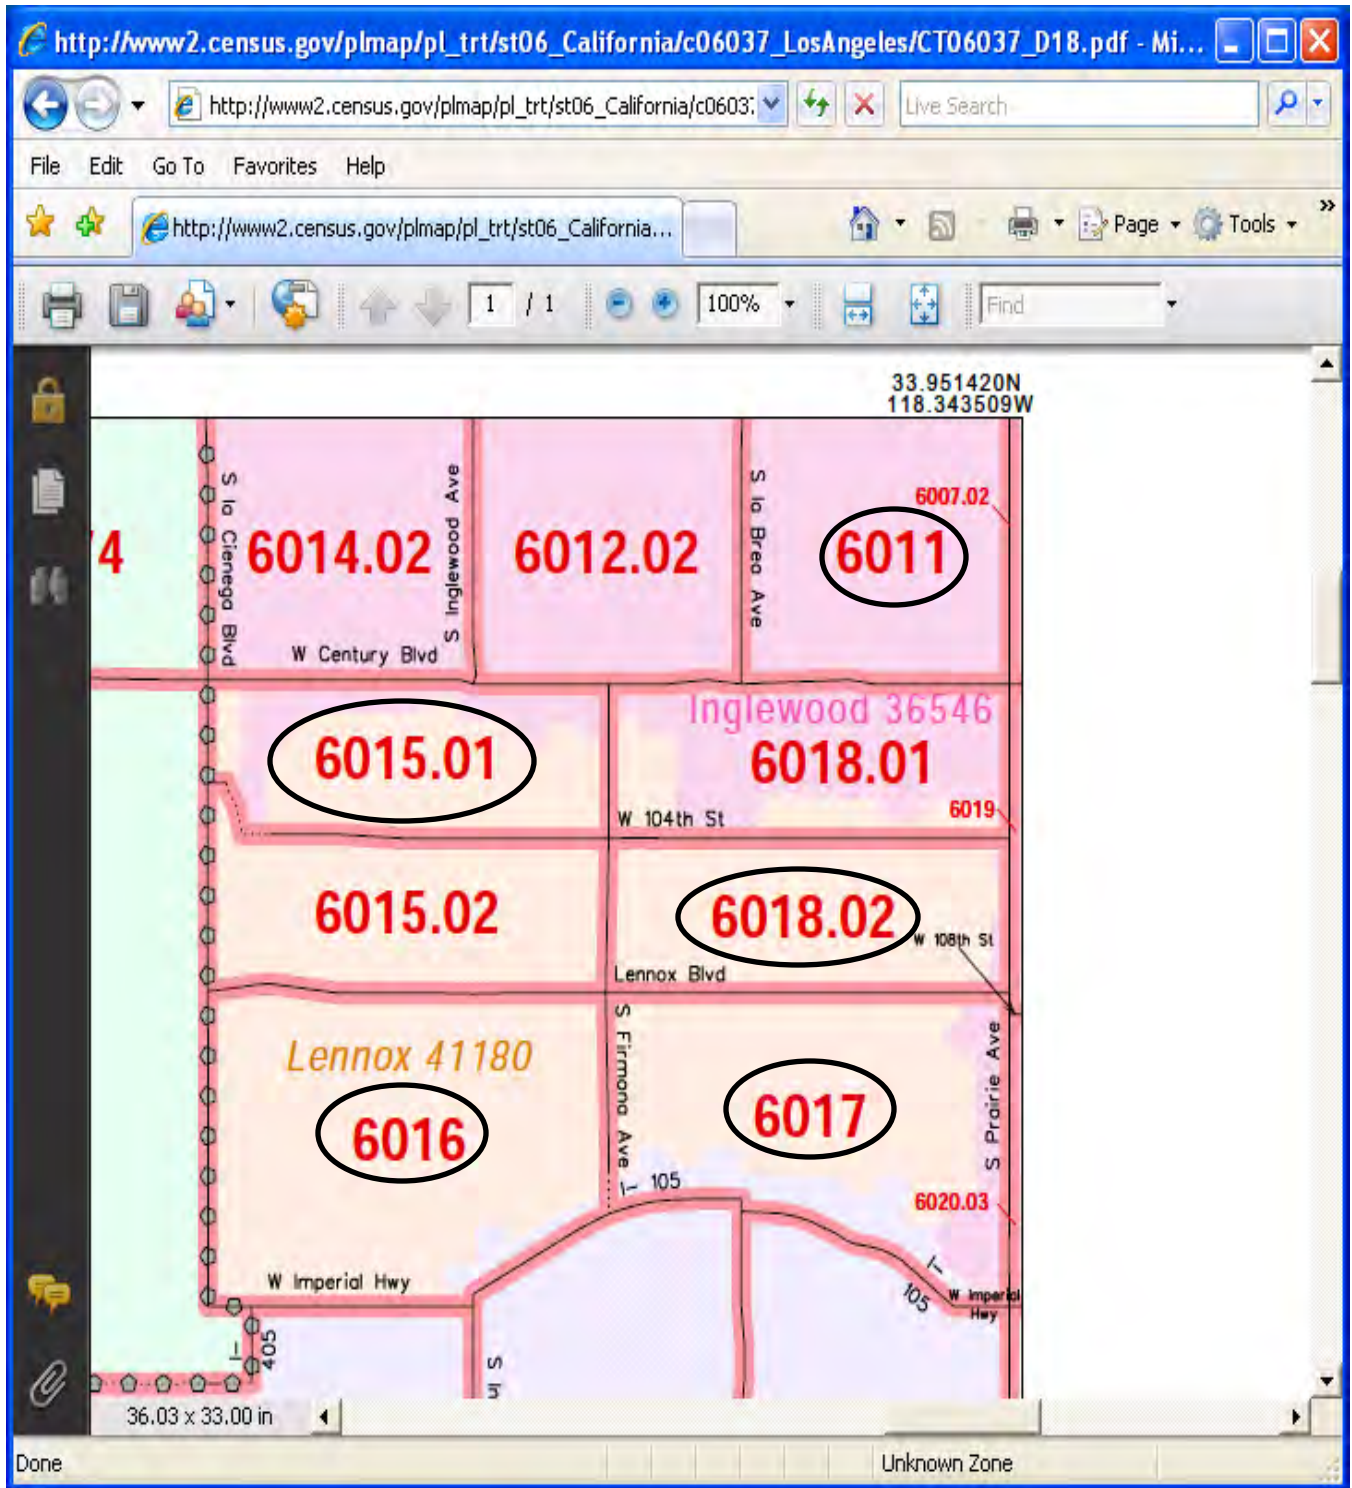 http://www2.census.gov/plmap/pl_trt/st06_California/c06037_LosAngeles/CT06037_D18.pdf - Mi...
http://www2.census.gov/plmap/pl_trt/st06_California/c0603
Live Search
File Edit Go To Favorites Help
http://www2.census.gov/plmap/pl_trt/st06_California...
Page Tools
1 / 1
100%
Find
33.951420N
118.343509W
S la Cienega Blvd
S Inglewood Ave
S la Brea Ave
6007.02
4
6014.02
6012.02
6011
W Century Blvd
Inglewood 36546
6015.01
6018.01
6019
W 104th St
6015.02
6018.02
W 108th St
Lennox Blvd
S Firmona Ave
S Prairie Ave
Lennox 41180
6016
6017
I- 105
6020.03
I- 105
W Imperial Hwy
W Imperial
Hwy
I- 405
S
36.03 x 33.00 in
Done
Unknown Zone